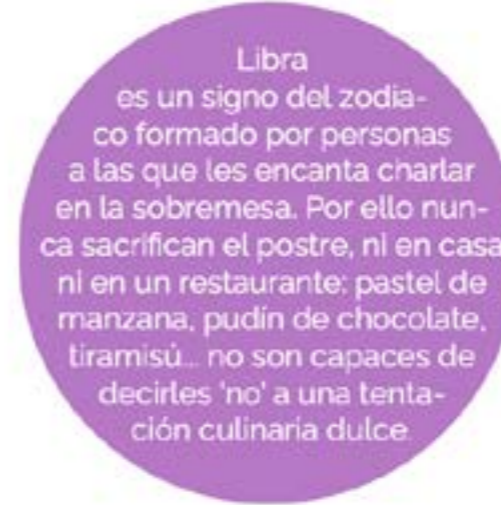 Libra
es un signo del zodia-
co formado por personas
a las que les encanta charlar
en la sobremesa. Por ello nun-
ca sacrifican el postre, ni en casa
ni en un restaurante: pastel de
manzana, pudín de chocolate,
tiramisú... no son capaces de
decirles 'no' a una tenta-
ción culinaria dulce.